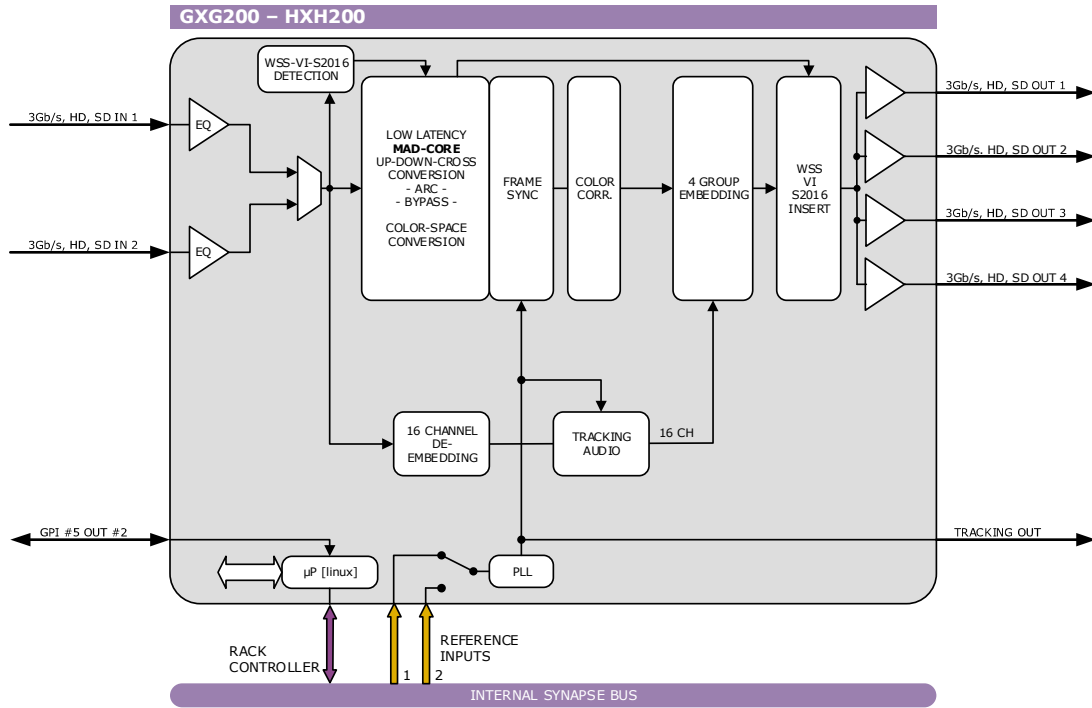 GXG200 – HXH200
WSS-VI-S2016
DETECTION
3Gb/s, HD, SD IN 1
EQ
3Gb/s, HD, SD IN 2
EQ
LOW LATENCY
MAD-CORE
UP-DOWN-CROSS
CONVERSION
- ARC -
- BYPASS -
COLOR-SPACE
CONVERSION
FRAME
SYNC
COLOR
CORR.
4 GROUP
EMBEDDING
WSS
VI
S2016
INSERT
3Gb/s, HD, SD OUT 1
3Gb/s. HD, SD OUT 2
3Gb/s, HD, SD OUT 3
3Gb/s, HD, SD OUT 4
16 CHANNEL
DE-
EMBEDDING
TRACKING
AUDIO
16 CH
GPI #5 OUT #2
TRACKING OUT
µP [linux]
PLL
RACK
CONTROLLER
REFERENCE
INPUTS
1
2
INTERNAL SYNAPSE BUS